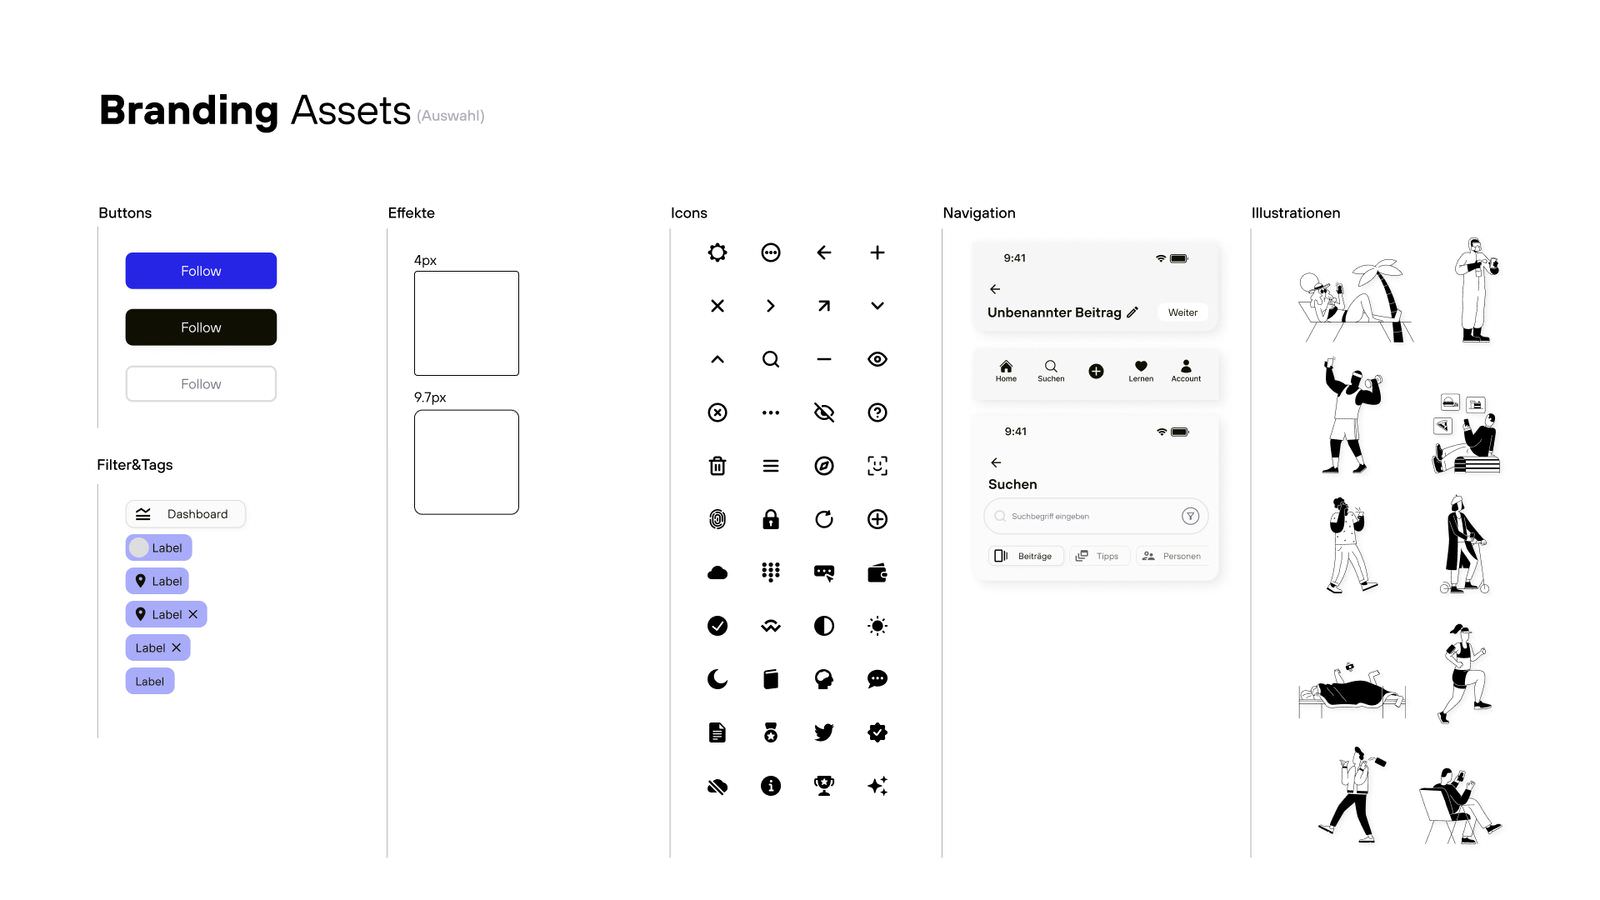 Branding Assets (Auswahl)
Buttons
Follow
Follow
Follow
Filter&Tags
Dashboard
Label
Label
Label
Label
Label
Effekte
4px
9.7px
Icons
Navigation
9:41
Unbenannter Beitrag
Weiter
Home
Suchen
Lernen
Account
9:41
Suchen
Suchbegriff eingeben
Beiträge
Tipps
Personen
Illustrationen